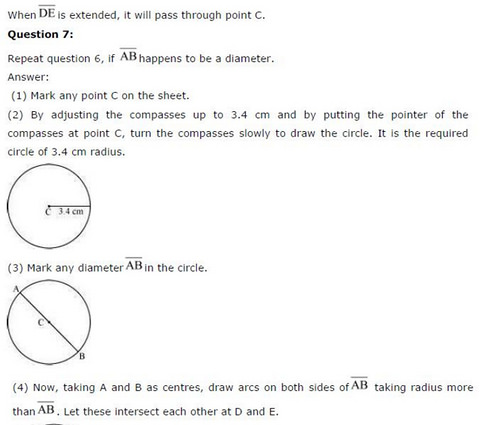 When DE is extended, it will pass through point C.
Question 7:
Repeat question 6, if AB happens to be a diameter.
Answer:
(1) Mark any point C on the sheet.
(2) By adjusting the compasses up to 3.4 cm and by putting the pointer of the
compasses at point C, turn the compasses slowly to draw the circle. It is the required
circle of 3.4 cm radius.
C 3.4 cm
(3) Mark any diameter AB in the circle.
A
C
B
(4) Now, taking A and B as centres, draw arcs on both sides of AB taking radius more
than AB. Let these intersect each other at D and E.